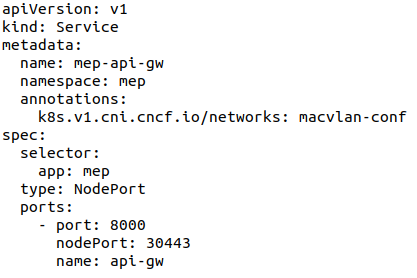 apiVersion: v1
kind: Service
metadata:
  name: mep-api-gw
  namespace: mep
  annotations:
    k8s.v1.cni.cncf.io/networks: macvlan-conf
spec:
  selector:
    app: mep
  type: NodePort
  ports:
    - port: 8000
      nodePort: 30443
      name: api-gw